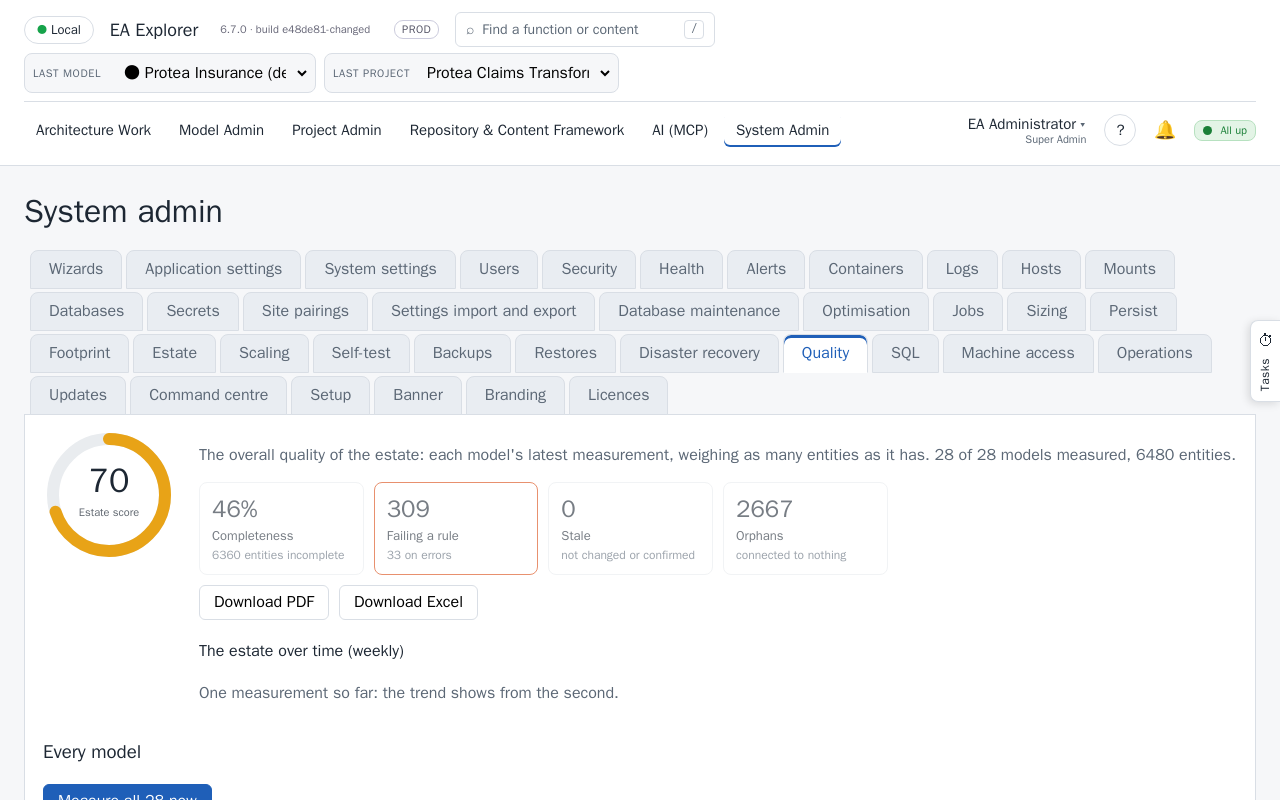 Local
EA Explorer
6.7.0 · build e48de81-changed
PROD
Find a function or content
/
LAST MODEL
Protea Insurance (de
LAST PROJECT
Protea Claims Transforı
Architecture Work
Model Admin
Project Admin
Repository & Content Framework
AI (MCP)
System Admin
EA Administrator
Super Admin
?
All up
System admin
Wizards
Application settings
System settings
Users
Security
Health
Alerts
Containers
Logs
Hosts
Mounts
Databases
Secrets
Site pairings
Settings import and export
Database maintenance
Optimisation
Jobs
Sizing
Persist
Footprint
Estate
Scaling
Self-test
Backups
Restores
Disaster recovery
Quality
SQL
Machine access
Operations
Updates
Command centre
Setup
Banner
Branding
Licences
Tasks
70
Estate score
The overall quality of the estate: each model's latest measurement, weighing as many entities as it has. 28 of 28 models measured, 6480 entities.
46%
Completeness
6360 entities incomplete
309
Failing a rule
33 on errors
0
Stale
not changed or confirmed
2667
Orphans
connected to nothing
Download PDF
Download Excel
The estate over time (weekly)
One measurement so far: the trend shows from the second.
Every model
Measure all 28 now